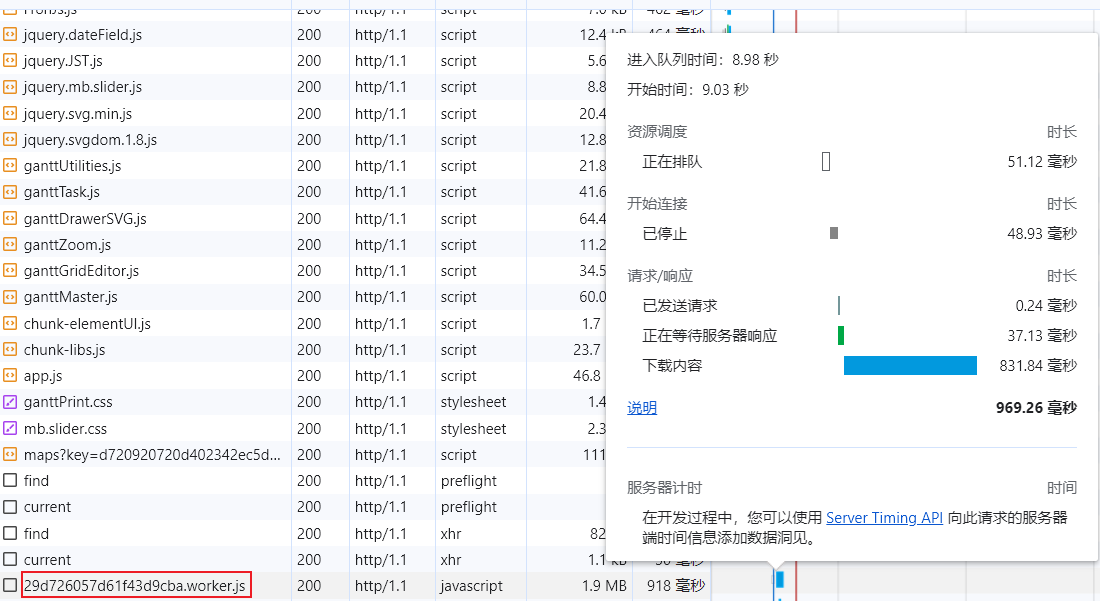 200 http/1.1 script 462 毫秒
jquery.dateField.js 200 http/1.1 script 12.4 kB 464 毫秒
jquery.JST.js 200 http/1.1 script 5.6
jquery.mb.slider.js 200 http/1.1 script 8.8
jquery.svg.min.js 200 http/1.1 script 20.4
jquery.svgdom.1.8.js 200 http/1.1 script 12.8
ganttUtilities.js 200 http/1.1 script 21.8
ganttTask.js 200 http/1.1 script 41.6
ganttDrawerSVG.js 200 http/1.1 script 64.4
ganttZoom.js 200 http/1.1 script 11.2
ganttGridEditor.js 200 http/1.1 script 34.5
ganttMaster.js 200 http/1.1 script 60.0
chunk-elementUI.js 200 http/1.1 script 1.7
chunk-libs.js 200 http/1.1 script 23.7
app.js 200 http/1.1 script 46.8
ganttPrint.css 200 http/1.1 stylesheet 1.4
mb.slider.css 200 http/1.1 stylesheet 2.3
maps?key=d720920720d402342ec5d... 200 http/1.1 script 111
find 200 http/1.1 preflight
current 200 http/1.1 preflight
find 200 http/1.1 xhr 82
current 200 http/1.1 xhr 1.1
29d726057d61f43d9cba.worker.js 200 http/1.1 javascript 1.9 MB 918 毫秒
进入队列时间：8.98 秒
开始时间：9.03 秒
资源调度 时长
正在排队 51.12 毫秒
开始连接 时长
已停止 48.93 毫秒
请求/响应 时长
已发送请求 0.24 毫秒
正在等待服务器响应 37.13 毫秒
下载内容 831.84 毫秒
说明 969.26 毫秒
服务器计时 时间
在开发过程中，您可以使用 Server Timing API 向此请求的服务器
端时间信息添加数据洞见。